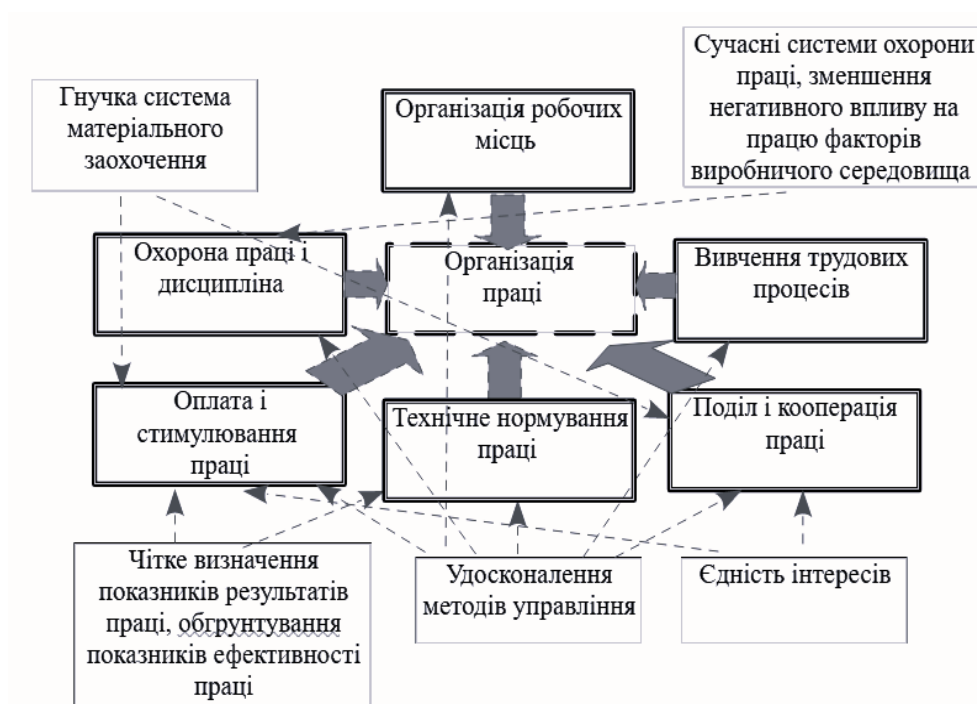 Сучасні системи охорони
праці, зменшення
негативного впливу на
працю факторів
виробничого середовища
Гнучка система
матеріального
заохочення
Організація робочих
місць
Охорона праці і
дисципліна
Організація
праці
Вивчення трудових
процесів
Оплата і
стимулювання
праці
Технічне нормування
праці
Поділ і кооперація
праці
Чітке визначення
показників результатів
праці, обгрунтування
показників ефективності
праці
Удосконалення
методів управління
Єдність інтересів